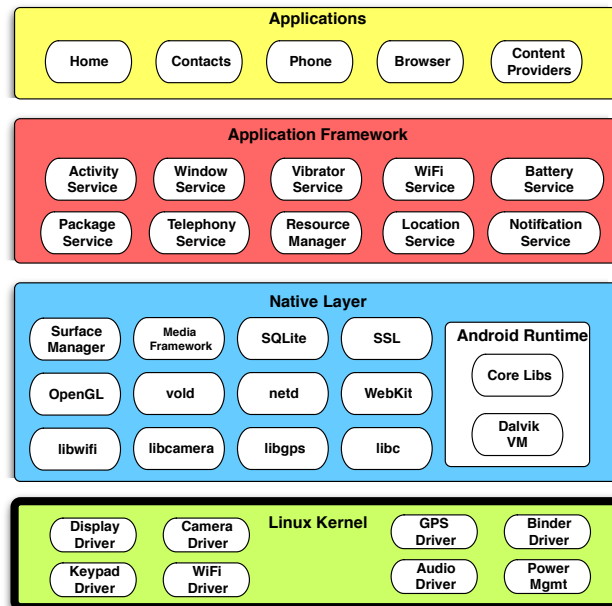 Applications
Home
Contacts
Phone
Browser
Content
Providers
Application Framework
Activity
Service
Window
Service
Vibrator
Service
WiFi
Service
Battery
Service
Package
Service
Telephony
Service
Resource
Manager
Location
Service
Notification
Service
Native Layer
Surface
Manager
Media
Framework
SQLite
SSL
OpenGL
vold
netd
WebKit
libwifi
libcamera
libgps
libc
Android Runtime
Core Libs
Dalvik
VM
Linux Kernel
Display
Driver
Camera
Driver
GPS
Driver
Binder
Driver
Keypad
Driver
WiFi
Driver
Audio
Driver
Power
Mgmt